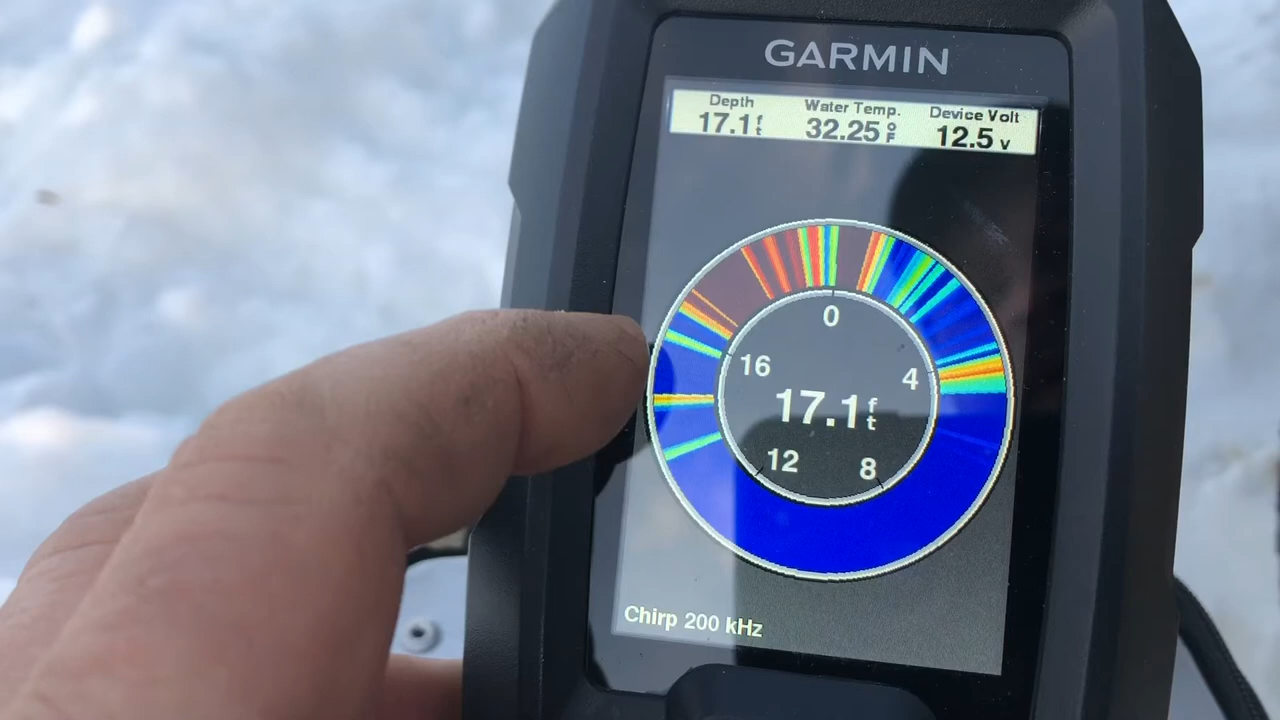 GARMIN
Depth Water Temp. Device Volt
17.1 ft 32.25 °F 12.5 v
0
16 4
17.1 ft
12 8
Chirp 200 kHz